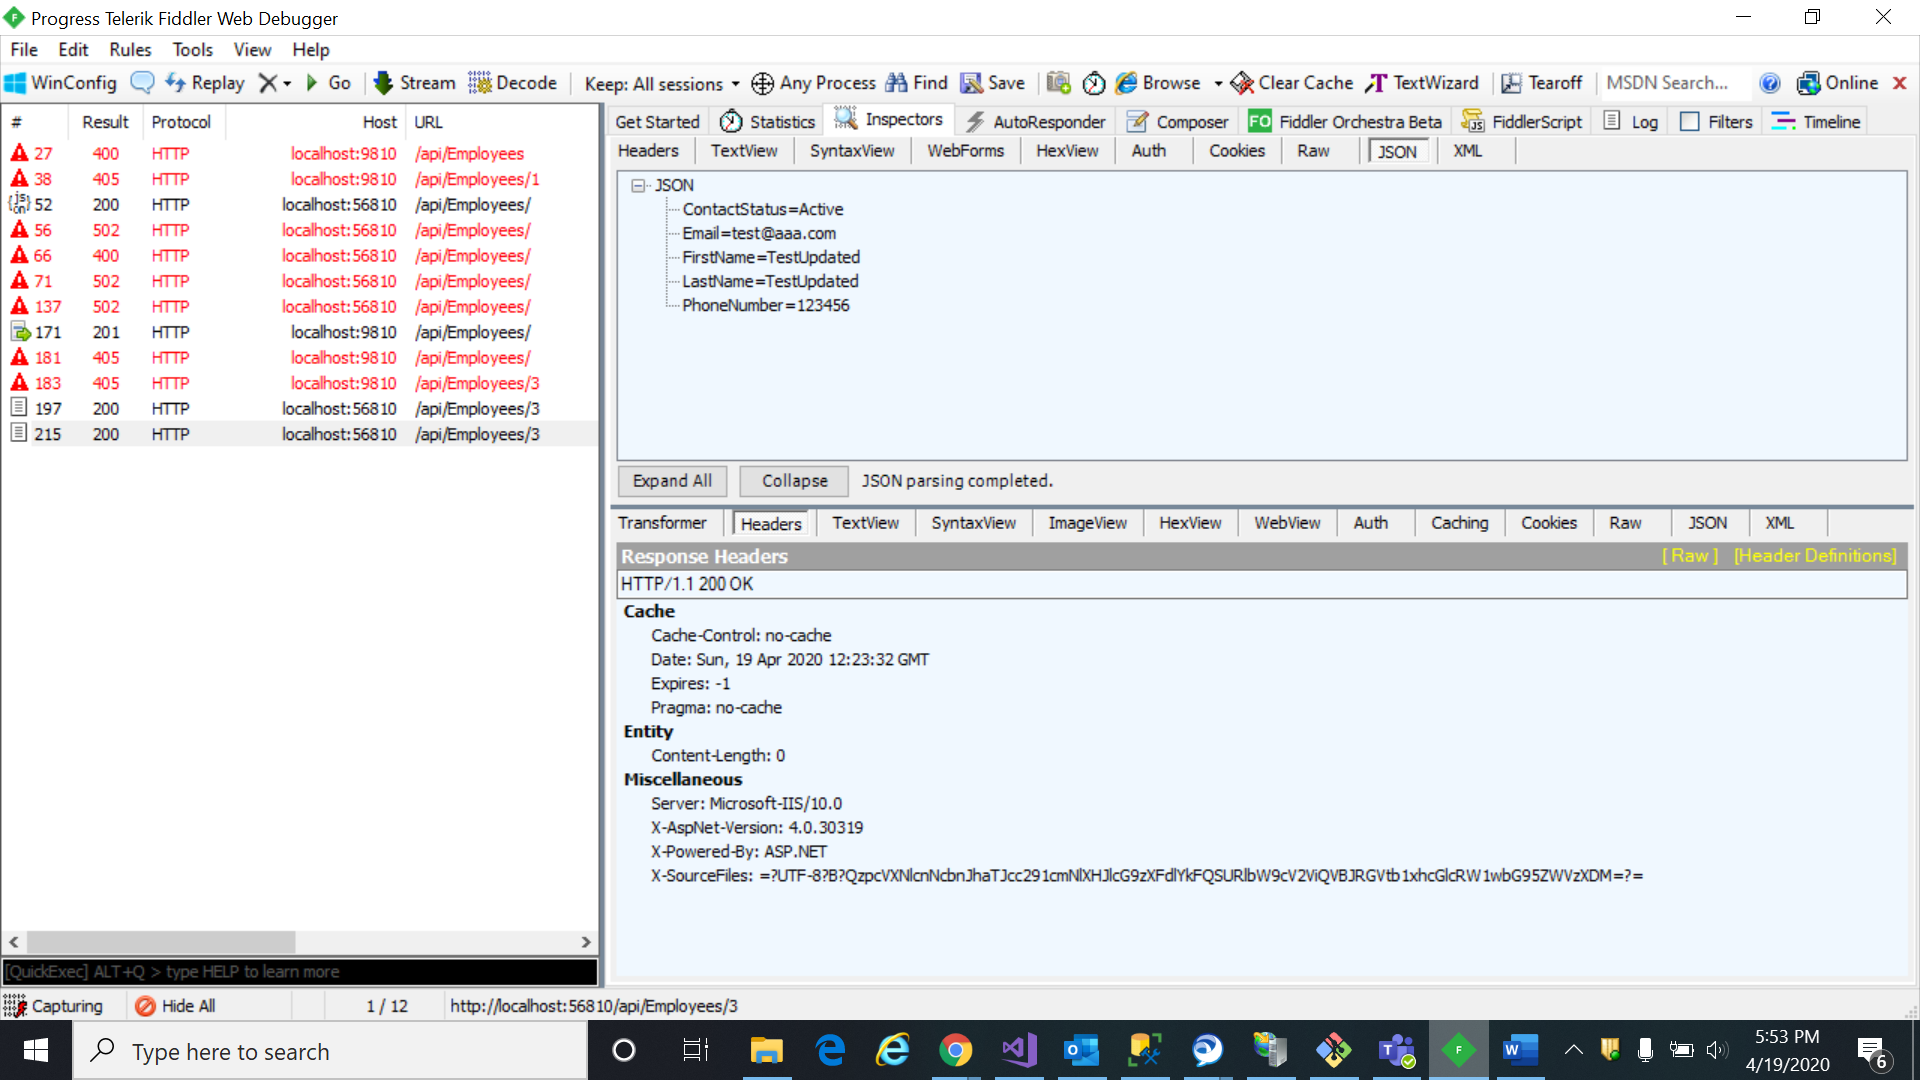 Progress Telerik Fiddler Web Debugger
File Edit Rules Tools View Help
WinConfig Replay Go Stream Decode Keep: All sessions Any Process Find Save Browse Clear Cache TextWizard Tearoff MSDN Search... Online
# Result Protocol Host URL
27 400 HTTP localhost:9810 /api/Employees
38 405 HTTP localhost:9810 /api/Employees/1
52 200 HTTP localhost:56810 /api/Employees/
56 502 HTTP localhost:56810 /api/Employees/
66 400 HTTP localhost:56810 /api/Employees/
71 502 HTTP localhost:56810 /api/Employees/
137 502 HTTP localhost:56810 /api/Employees/
171 201 HTTP localhost:9810 /api/Employees/
181 405 HTTP localhost:9810 /api/Employees/
183 405 HTTP localhost:9810 /api/Employees/3
197 200 HTTP localhost:56810 /api/Employees/3
215 200 HTTP localhost:56810 /api/Employees/3
[QuickExec] ALT+Q > type HELP to learn more
Get Started Statistics Inspectors AutoResponder Composer FO Fiddler Orchestra Beta FiddlerScript Log Filters Timeline
Headers TextView SyntaxView WebForms HexView Auth Cookies Raw JSON XML
JSON
ContactStatus=Active
Email=test@aaa.com
FirstName=TestUpdated
LastName=TestUpdated
PhoneNumber=123456
Expand All Collapse JSON parsing completed.
Transformer Headers TextView SyntaxView ImageView HexView WebView Auth Caching Cookies Raw JSON XML
Response Headers [ Raw ] [Header Definitions]
HTTP/1.1 200 OK
Cache
Cache-Control: no-cache
Date: Sun, 19 Apr 2020 12:23:32 GMT
Expires: -1
Pragma: no-cache
Entity
Content-Length: 0
Miscellaneous
Server: Microsoft-IIS/10.0
X-AspNet-Version: 4.0.30319
X-Powered-By: ASP.NET
X-SourceFiles:
Capturing Hide All 1 / 12 http://localhost:56810/api/Employees/3
Type here to search
5:53 PM
4/19/2020
6